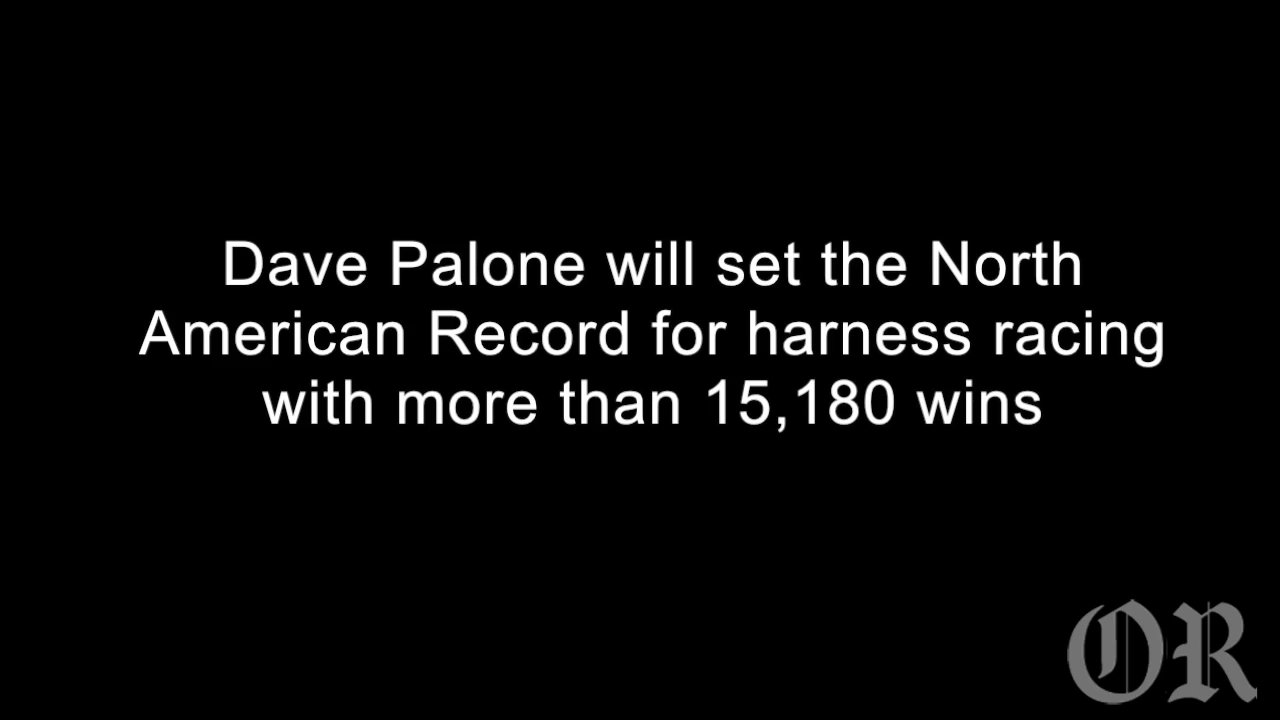 Dave Palone will set the North
American Record for harness racing
with more than 15,180 wins
OR